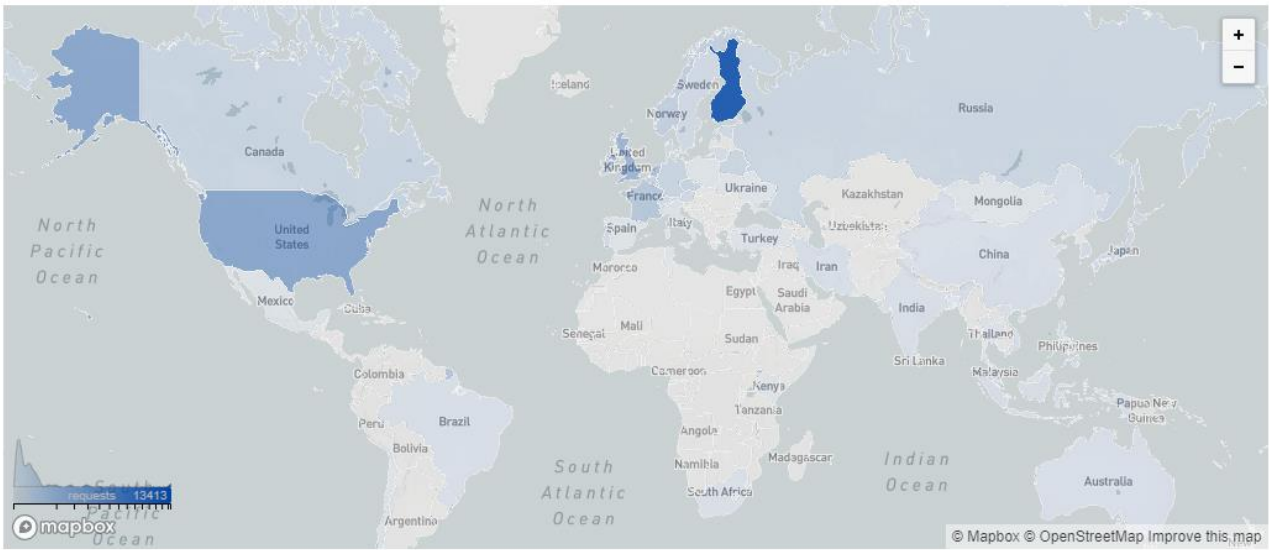 +
−
Iceland
Sweden
Norway
Russia
Canada
United
Kingdom
France
Ukraine
Kazakhstan
Mongolia
North
Pacific
Ocean
United
States
North
Atlantic
Ocean
Spain
Italy
Turkey
Uzbekistan
China
Japan
Morocco
Iraq
Iran
Mexico
Cuba
Egypt
Saudi
Arabia
India
Senegal
Mali
Sudan
Thailand
Philippines
Sri Lanka
Malaysia
Colombia
Cameroon
Kenya
Tanzania
Papua New
Guinea
Peru
Brazil
Bolivia
Angola
Namibia
Madagascar
South
Atlantic
Ocean
Indian
Ocean
Australia
South Africa
Argentina
South
Pacific
Ocean
requests 13413
mapbox
© Mapbox © OpenStreetMap Improve this map